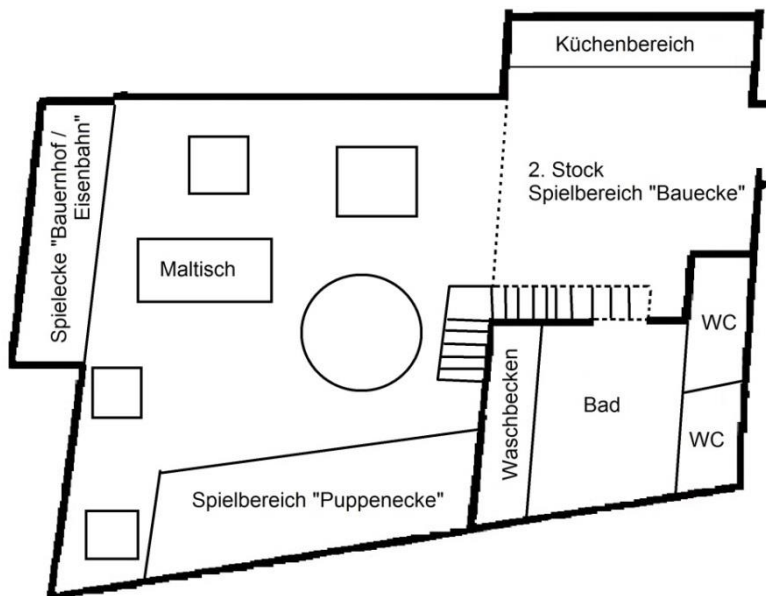 Küchenbereich
2. Stock
Spielbereich "Bauecke"
Spielecke "Bauernhof /
Eisenbahn"
Maltisch
WC
Waschbecken
Bad
WC
Spielbereich "Puppenecke"